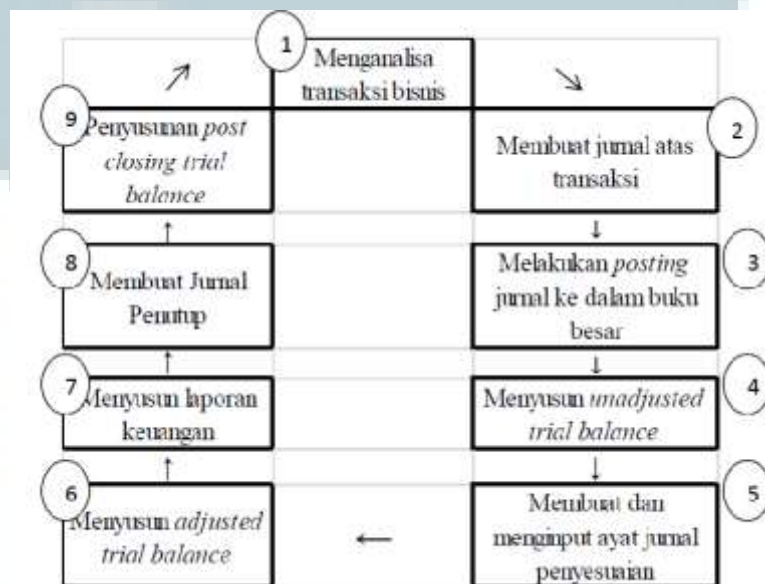 1
Menganalisa
transaksi bisnis
2
Membuat jurnal atas
transaksi
3
Melakukan posting
jurnal ke dalam buku
besar
4
Menyusun unadjusted
trial balance
5
Membuat dan
menginput ayat jurnal
penyesuaian
6
Menyusun adjusted
trial balance
7
Menyusun laporan
keuangan
8
Membuat Jurnal
Penutup
9
Penyusunan post
closing trial
balance